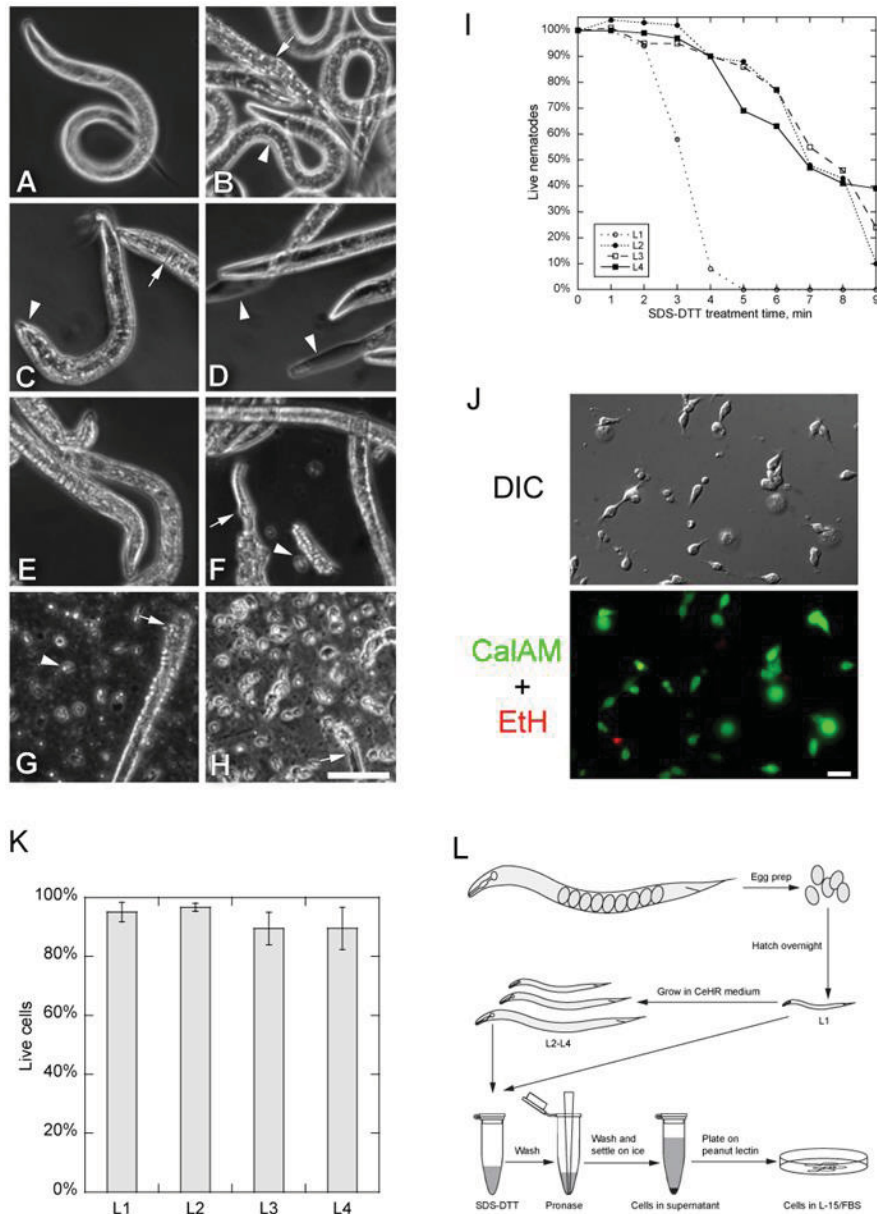 A
B
C
D
E
F
G
H
I
Live nematodes
100%
90%
80%
70%
60%
50%
40%
30%
20%
10%
0%
L1
L2
L3
L4
0 1 2 3 4 5 6 7 8 9
SDS-DTT treatment time, min
J
DIC
CalAM
+
EtH
K
Live cells
100%
80%
60%
40%
20%
0%
L1 L2 L3 L4
L
Egg prep
Hatch overnight
Grow in CeHR medium
L1
L2-L4
Wash
Wash and
settle on ice
Plate on
peanut lectin
SDS-DTT
Pronase
Cells in supernatant
Cells in L-15/FBS